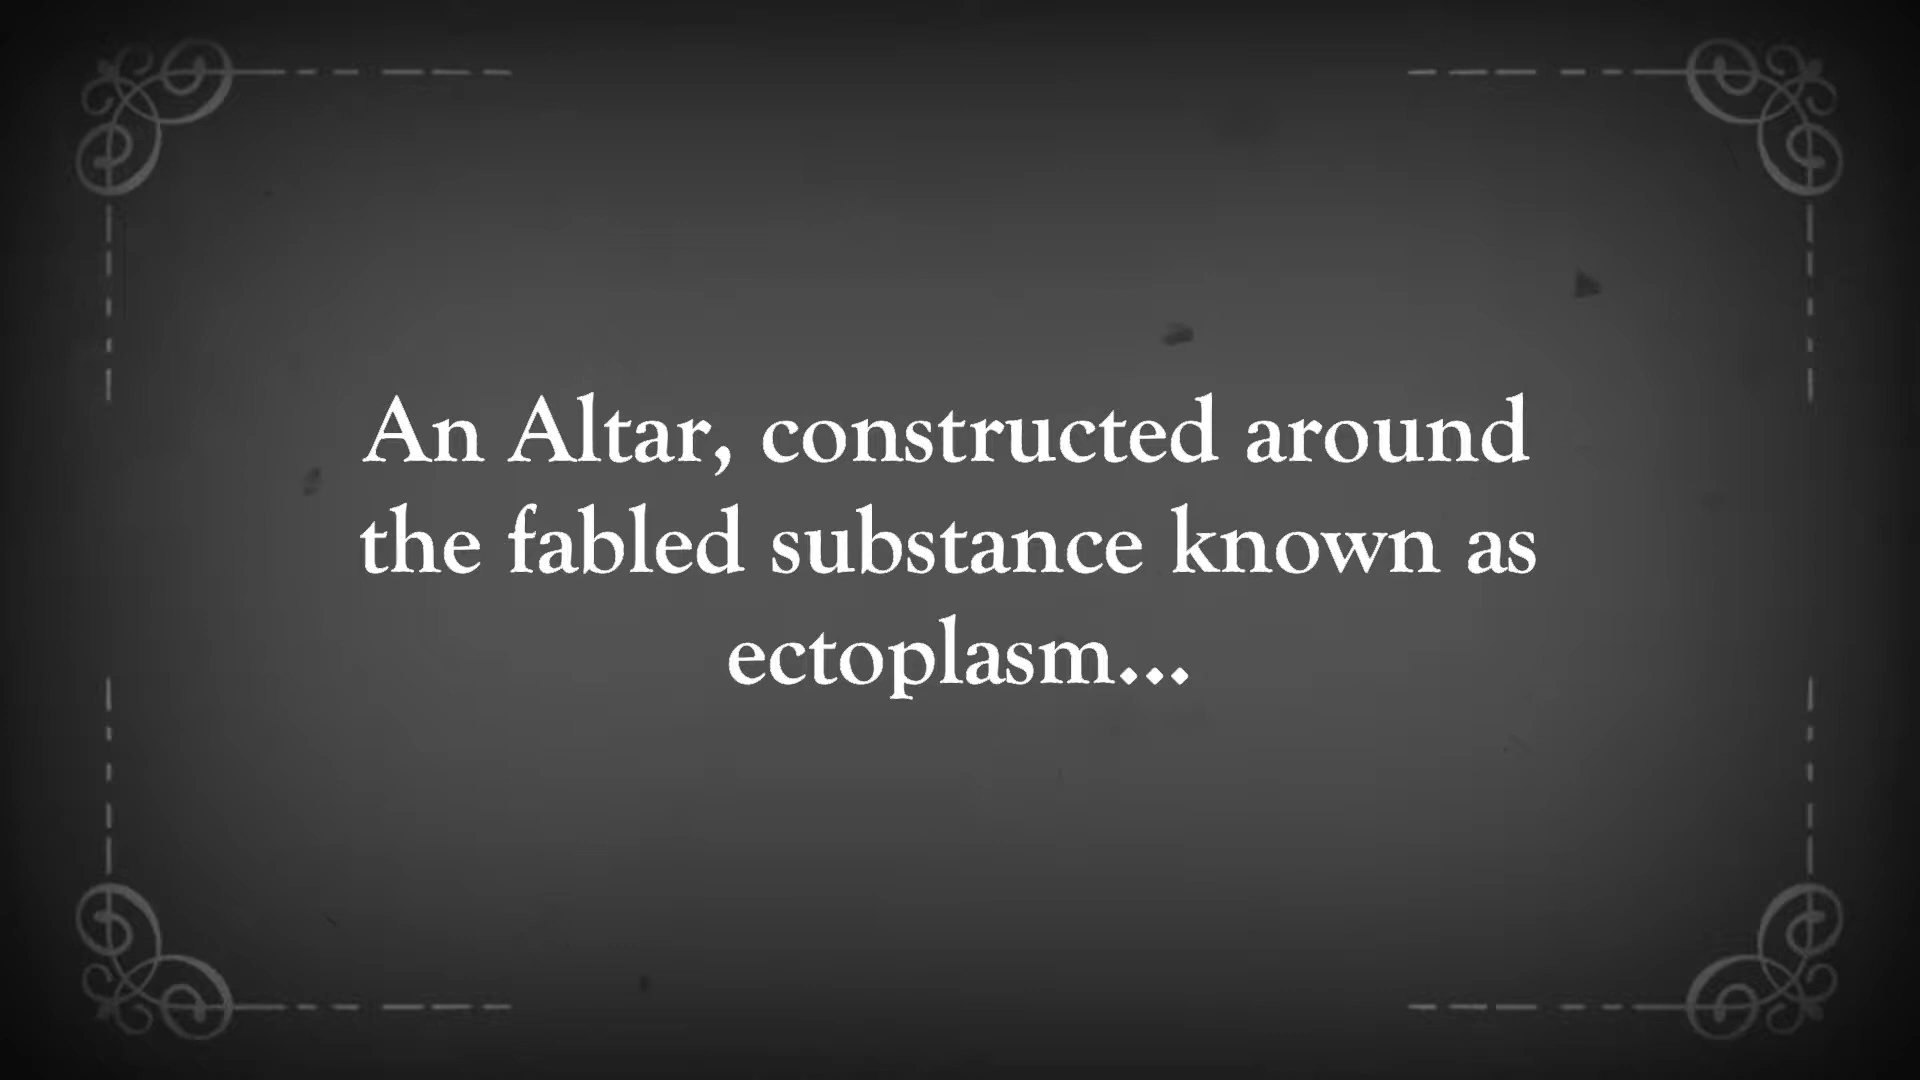 An Altar, constructed around
the fabled substance known as
ectoplasm...